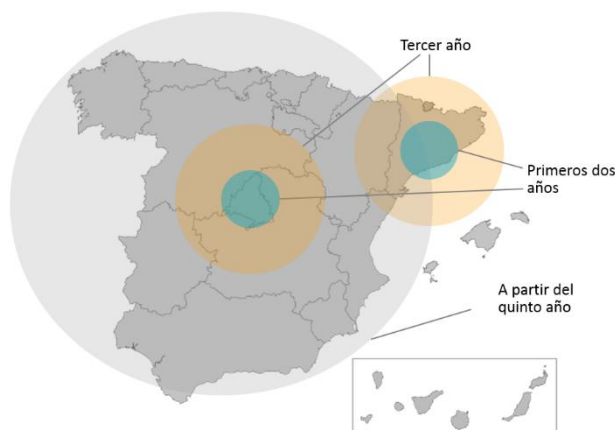 Tercer año
Primeros dos
años
A partir del
quinto año